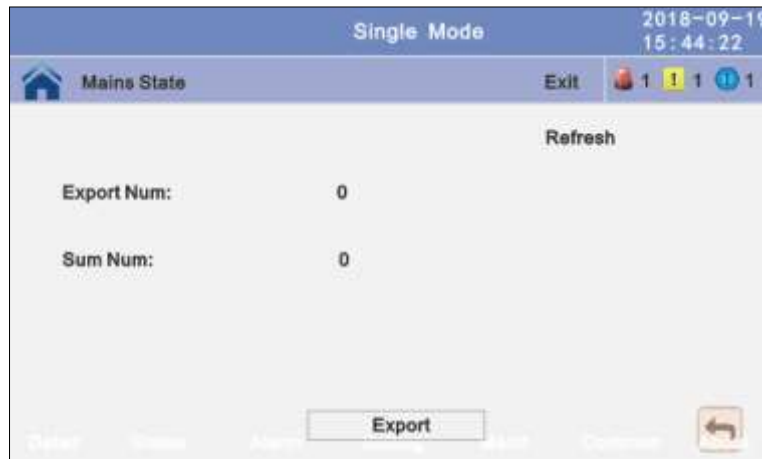 Single Mode
2018-09-19
15:44:22
Mains State
Exit
1
! 1
1
Refresh
Export Num: 0
Sum Num: 0
Export